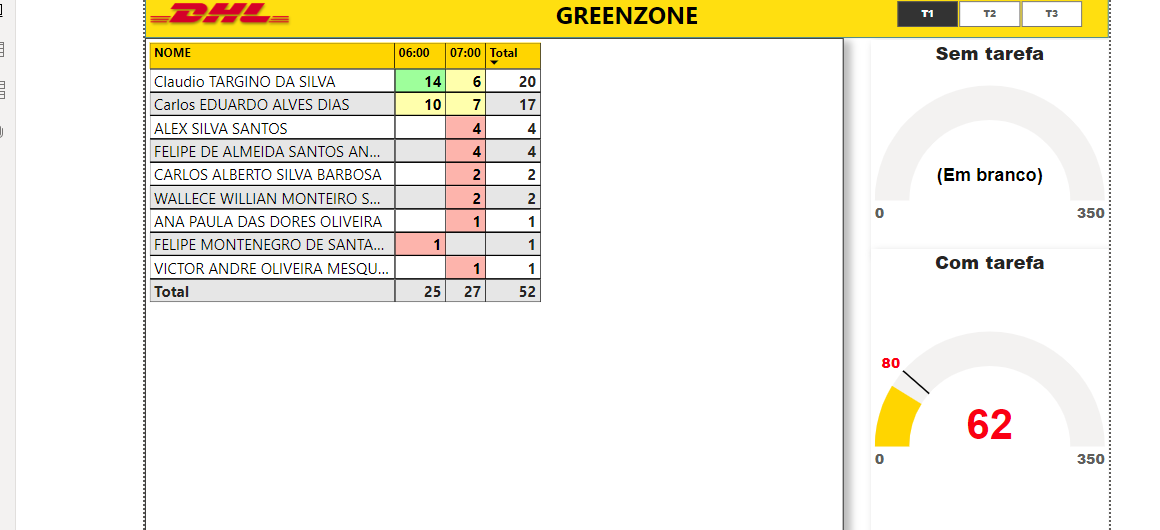 DHL
GREENZONE
T1 T2 T3
NOME 06:00 07:00 Total
Claudio TARGINO DA SILVA 14 6 20
Carlos EDUARDO ALVES DIAS 10 7 17
ALEX SILVA SANTOS 4 4
FELIPE DE ALMEIDA SANTOS AN... 4 4
CARLOS ALBERTO SILVA BARBOSA 2 2
WALLECE WILLIAN MONTEIRO S... 2 2
ANA PAULA DAS DORES OLIVEIRA 1 1
FELIPE MONTENEGRO DE SANTA... 1 1
VICTOR ANDRE OLIVEIRA MESQU... 1 1
Total 25 27 52
Sem tarefa
(Em branco)
0 350
Com tarefa
80
62
0 350